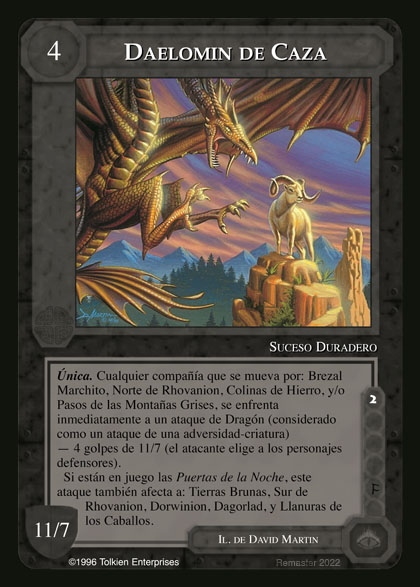 4
DAELOMIN DE CAZA
SUCESO DURADERO
Única. Cualquier compañía que se mueva por: Brezal
Marchito, Norte de Rhovanion, Colinas de Hierro, y/o
Pasos de las Montañas Grises, se enfrenta
inmediatamente a un ataque de Dragón (considerado
como un ataque de una adversidad-criatura)
— 4 golpes de 11/7 (el atacante elige a los personajes
defensores).
Si están en juego las Puertas de la Noche, este
ataque también afecta a: Tierras Brunas, Sur de
Rhovanion, Dorwinion, Dagorlad, y Llanuras de
los Caballos.
2
F
11/7
IL. DE DAVID MARTIN
©1996 Tolkien Enterprises
Remaster 2022